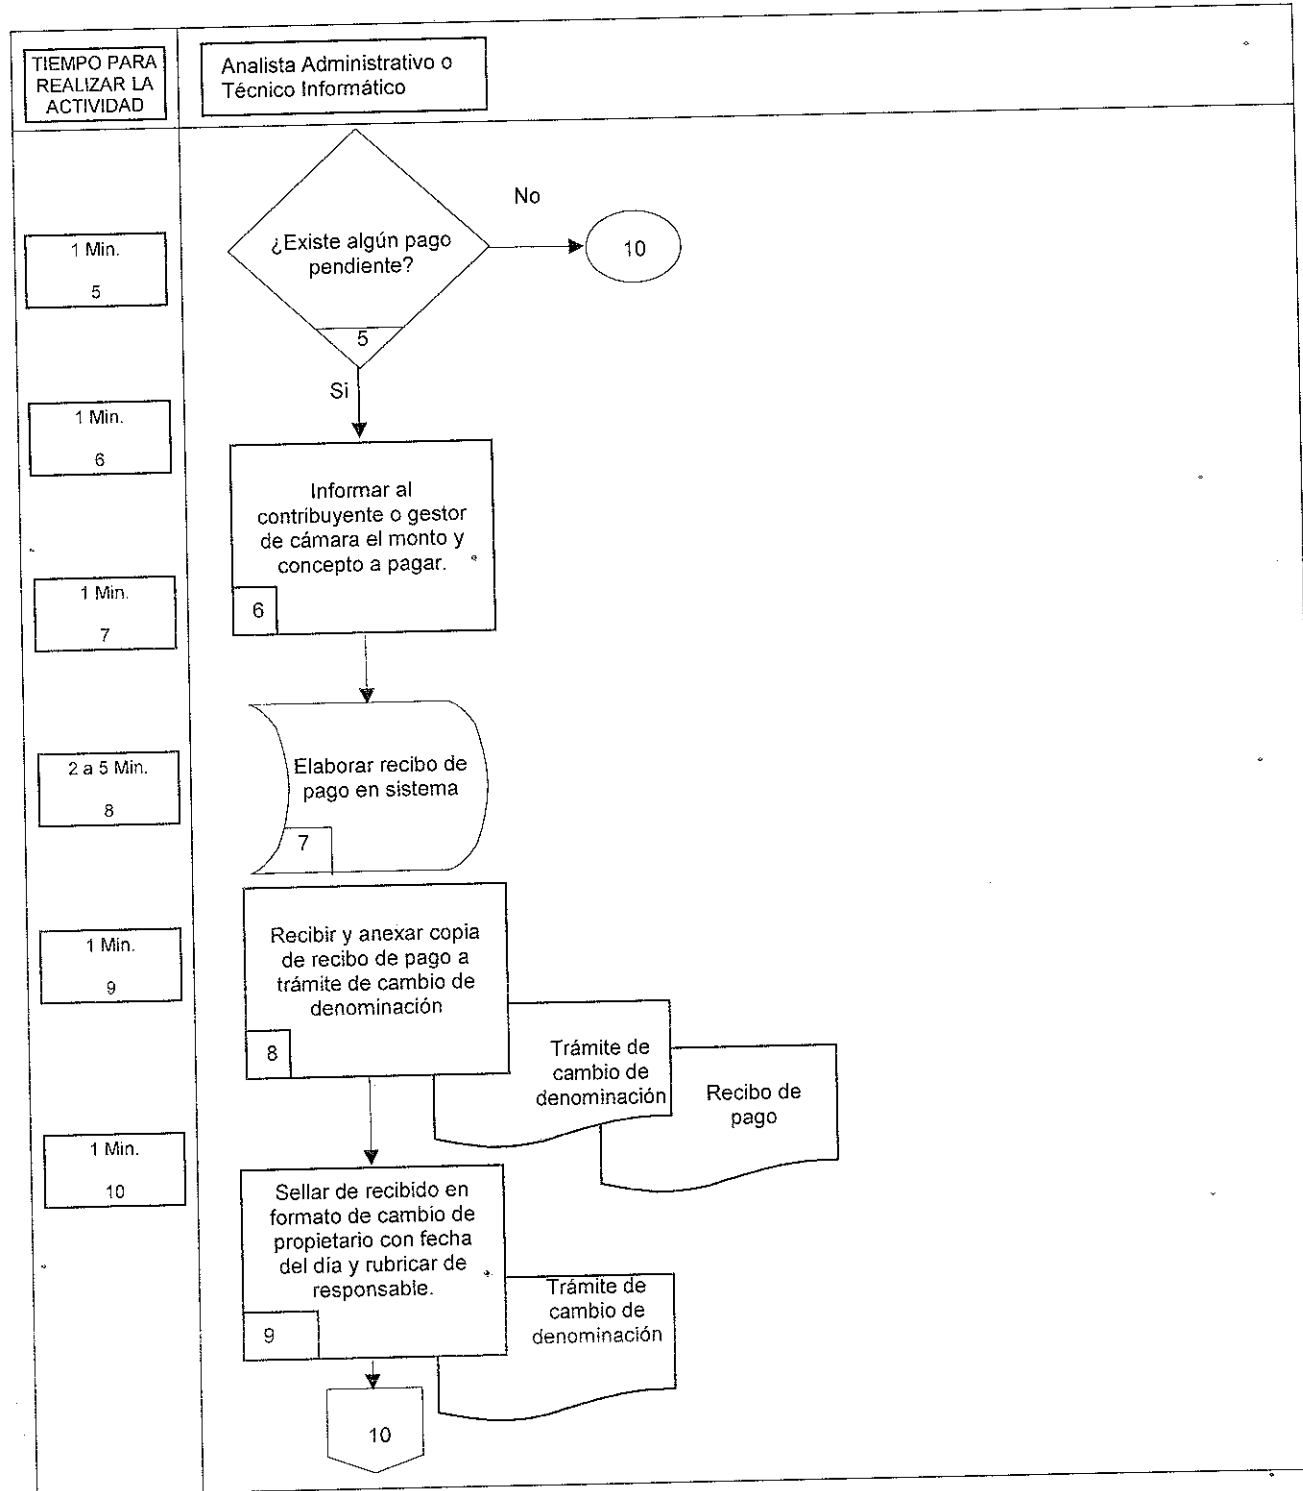 TIEMPO PARA
REALIZAR LA
ACTIVIDAD
Analista Administrativo o
Técnico Informático
1 Min.
5
¿Existe algún pago
pendiente?
5
No
10
Si
1 Min.
6
Informar al
contribuyente o gestor
de cámara el monto y
concepto a pagar.
6
1 Min.
7
Elaborar recibo de
pago en sistema
7
2 a 5 Min.
8
Recibir y anexar copia
de recibo de pago a
trámite de cambio de
denominación
8
Trámite de
cambio de
denominación
Recibo de
pago
1 Min.
9
Sellar de recibido en
formato de cambio de
propietario con fecha
del día y rubricar de
responsable.
9
Trámite de
cambio de
denominación
1 Min.
10
10